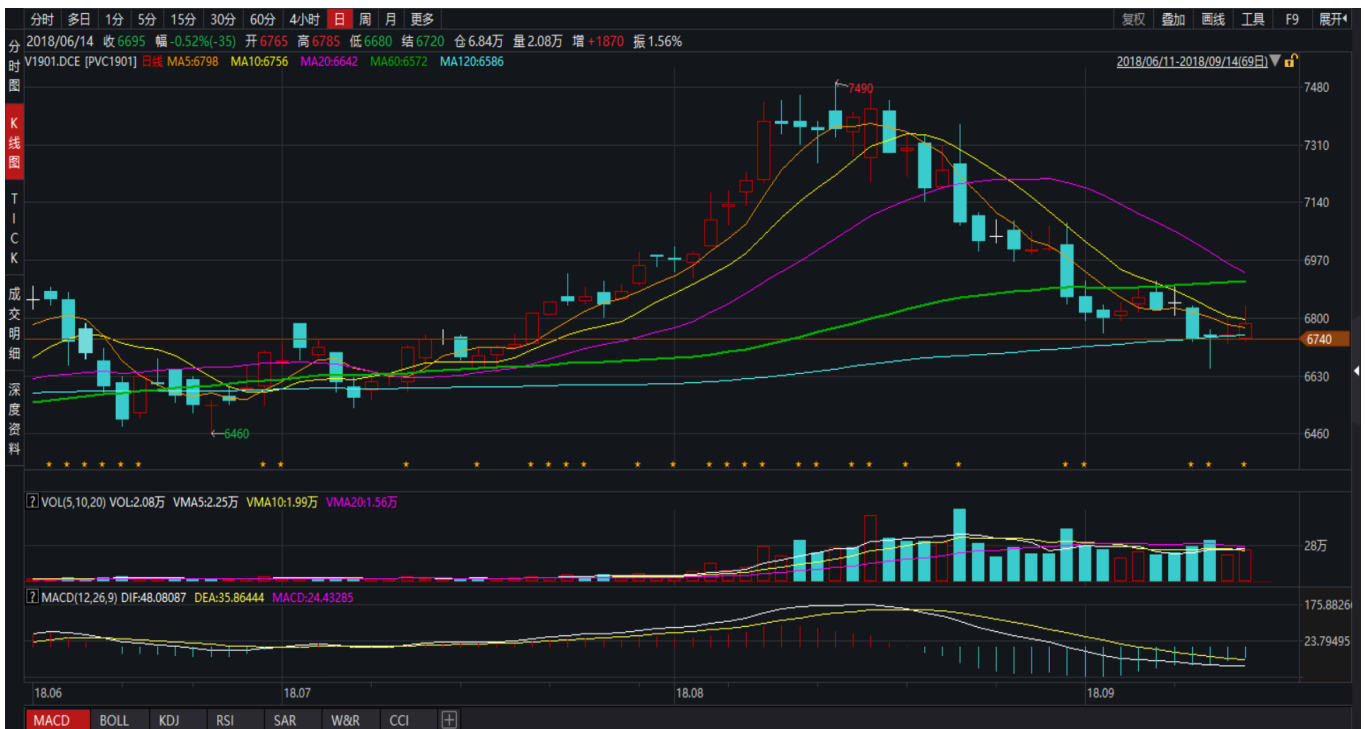 分时 多日 1分 5分 15分 30分 60分 4小时 日 周 月 更多 复权 叠加 画线 工具 F9 展开
2018/06/14 收6695 幅-0.52%(-35) 开6765 高6785 低6680 结6720 仓6.84万 量2.08万 增+1870 振1.56%
V1901.DCE [PVC1901] 日线 MA5:6798 MA10:6756 MA20:6642 MA60:6572 MA120:6586 2018/06/11-2018/09/14(69日)
分时图
K线图
TICK
成交明细
深度资料
7490
6460
7480
7310
7140
6970
6800
6740
6630
6460
? VOL(5,10,20) VOL:2.08万 VMA5:2.25万 VMA10:1.99万 VMA20:1.56万
28万
? MACD(12,26,9) DIF:48.08087 DEA:35.86444 MACD:24.43285
175.8826
23.79495
18.06 18.07 18.08 18.09
MACD BOLL KDJ RSI SAR W&R CCI